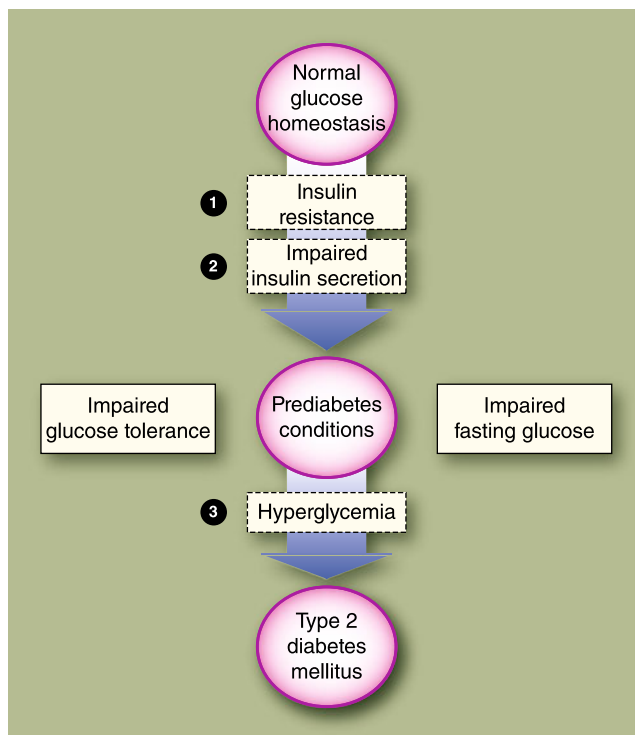 Normal
glucose
homeostasis
1
Insulin
resistance
2
Impaired
insulin secretion
Impaired
glucose tolerance
Prediabetes
conditions
Impaired
fasting glucose
3
Hyperglycemia
Type 2
diabetes
mellitus